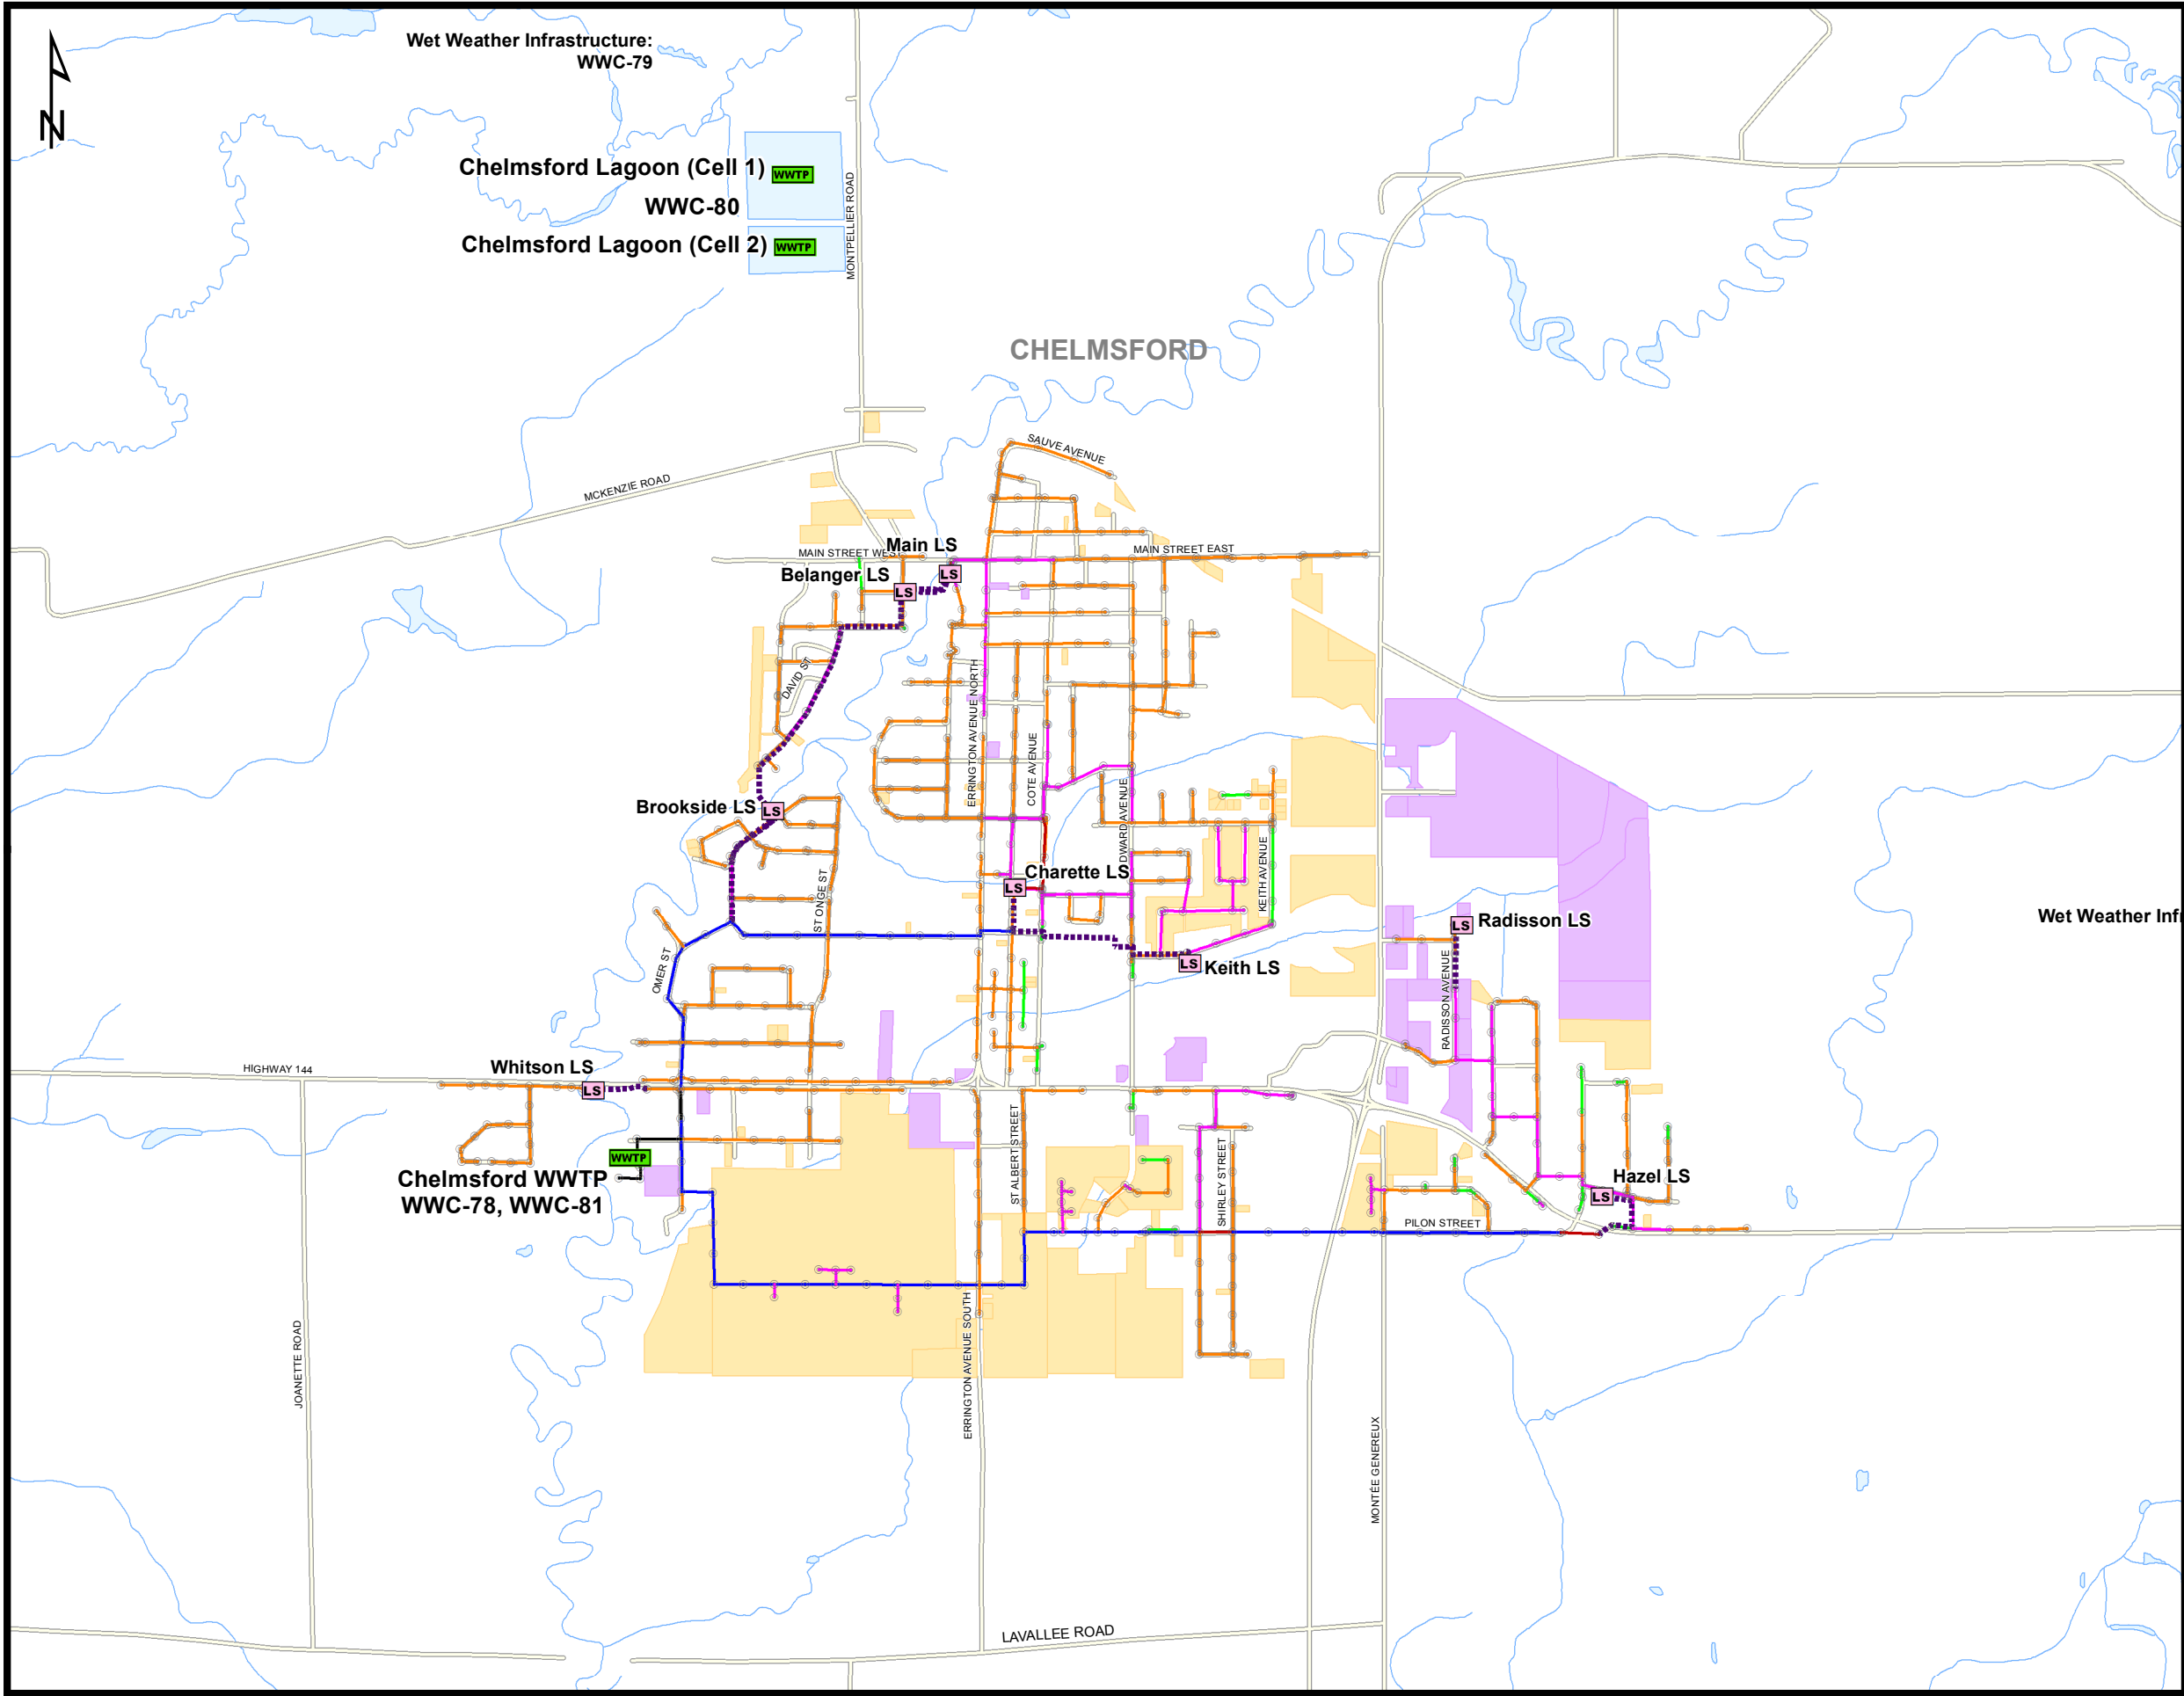 Wet Weather Infrastructure:
WWC-79
N
Chelmsford Lagoon (Cell 1)
WWTP
WWC-80
Chelmsford Lagoon (Cell 2)
WWTP
MONTPELLIER ROAD
CHELMSFORD
SAUVE AVENUE
MCKENZIE ROAD
MAIN STREET WEST
Main LS
MAIN STREET EAST
LS
Belanger LS
LS
DAVID ST
ERRINGTON AVENUE NORTH
COTE AVENUE
Brookside LS
LS
DWARD AVENUE
KEITH AVENUE
Charette LS
LS
ST ONGE ST
Wet Weather Infr
Radisson LS
LS
OMER ST
Keith LS
LS
RADISSON AVENUE
HIGHWAY 144
Whitson LS
LS
ST ALBERT STREET
SHIRLEY STREET
WWTP
Chelmsford WWTP
WWC-78, WWC-81
Hazel LS
LS
PILON STREET
JOANETTE ROAD
ERRINGTON AVENUE SOUTH
MONTÉE GENEREUX
LAVALLEE ROAD